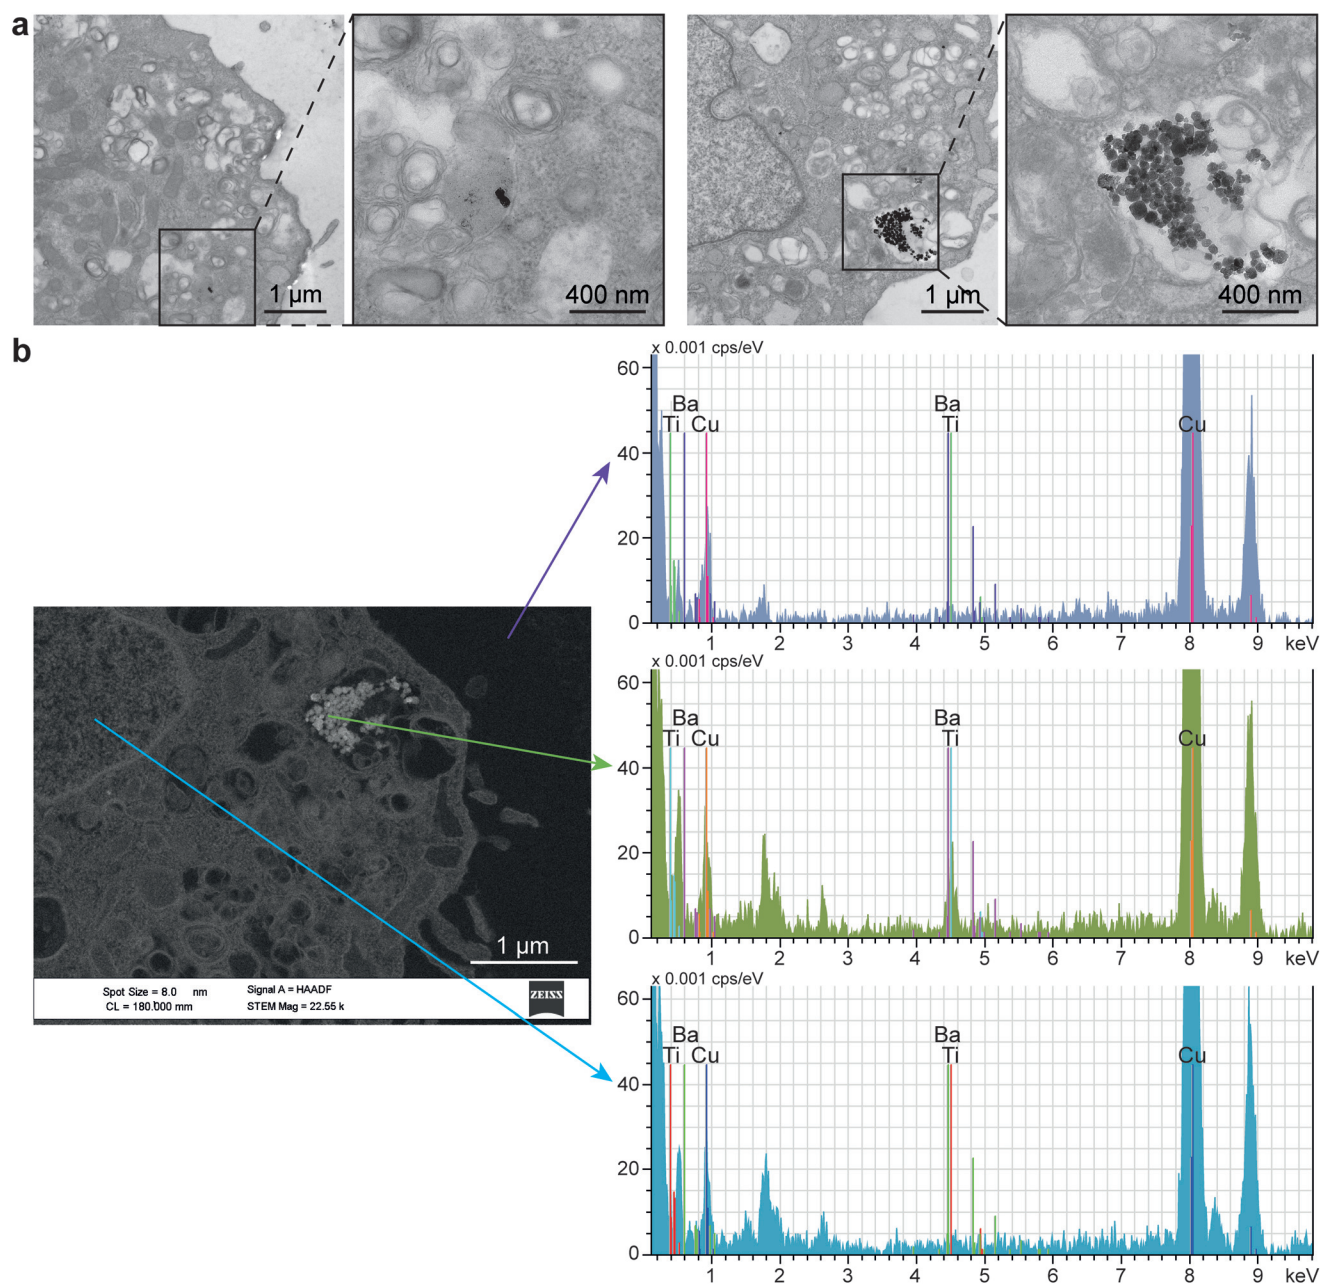 a
1 µm
400 nm
1 µm
400 nm
b
x 0.001 cps/eV
60
40
20
0
Ba
Ti Cu
Ba
Ti
Cu
1 2 3 4 5 6 7 8 9 keV
x 0.001 cps/eV
60
40
20
0
Ba
Ti Cu
Ba
Ti
Cu
1 2 3 4 5 6 7 8 9 keV
1 µm
Spot Size = 8.0 nm Signal A = HAADF
CL = 180.000 mm STEM Mag = 22.55 k
ZEISS
x 0.001 cps/eV
60
40
20
0
Ba
Ti Cu
Ba
Ti
Cu
1 2 3 4 5 6 7 8 9 keV